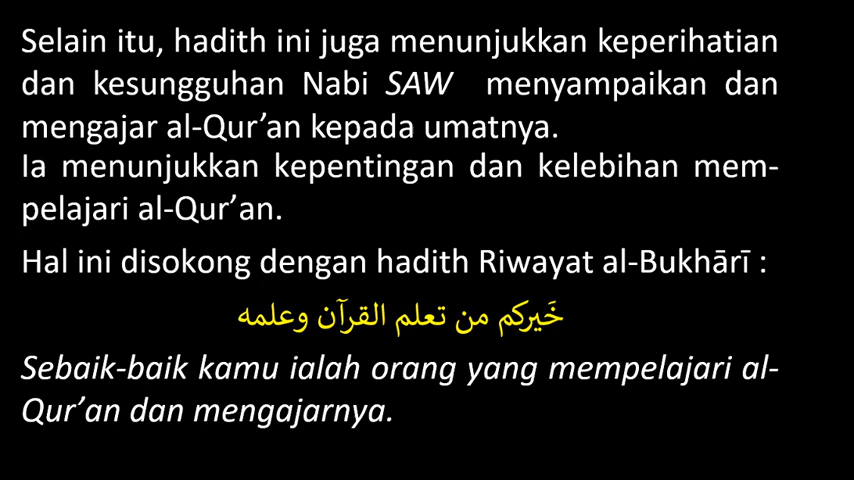 Selain itu, hadith ini juga menunjukkan keperihatian
dan kesungguhan Nabi SAW menyampaikan dan
mengajar al-Qur’an kepada umatnya.
Ia menunjukkan kepentingan dan kelebihan mem-
pelajari al-Qur’an.
Hal ini disokong dengan hadith Riwayat al-Bukhārī :
خَيركم من تعلم القرآن وعلمه
Sebaik-baik kamu ialah orang yang mempelajari al-
Qur’an dan mengajarnya.